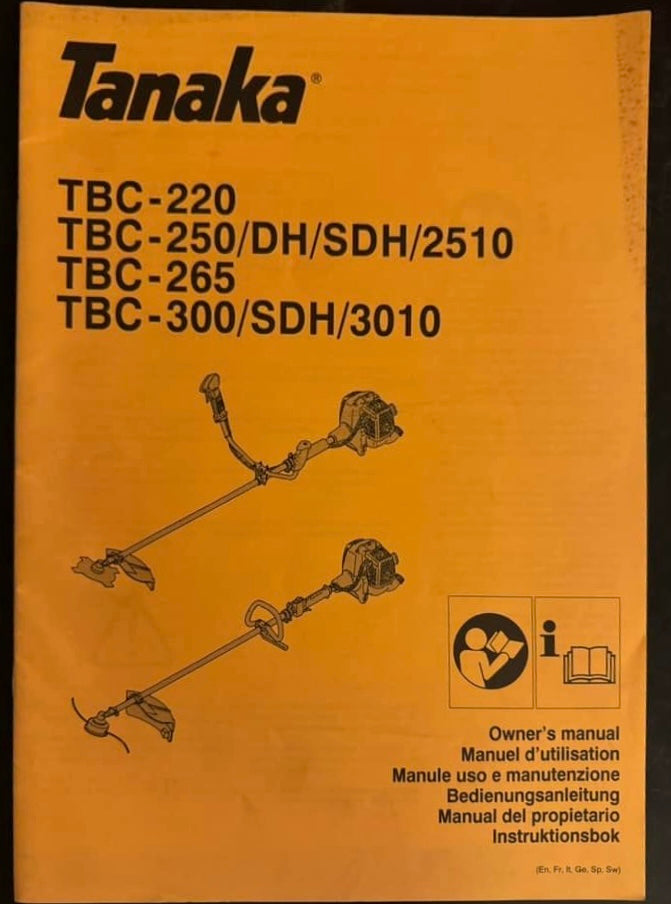 Tanaka®
TBC-220
TBC-250/DH/SDH/2510
TBC-265
TBC-300/SDH/3010
i
Owner's manual
Manuel d'utilisation
Manule uso e manutenzione
Bedienungsanleitung
Manual del propietario
Instruktionsbok
(En, Fr, It, Ge, Sp, Sw)